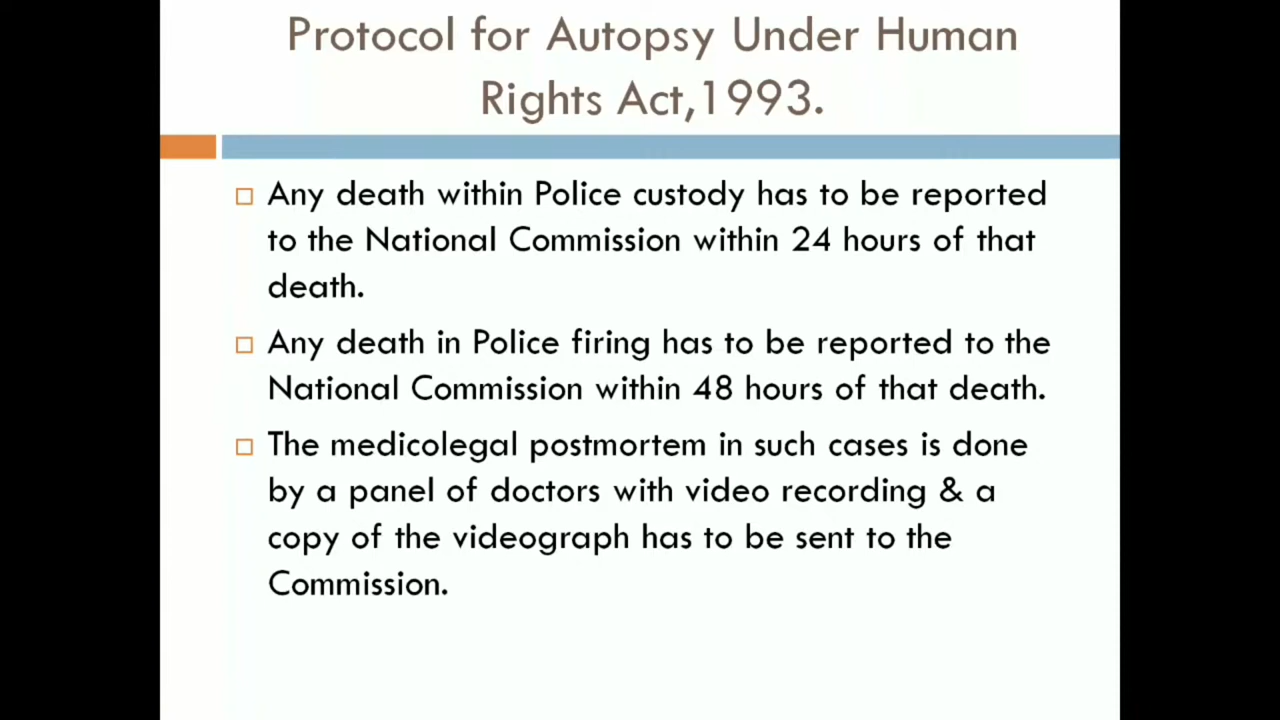 Protocol for Autopsy Under Human
Rights Act,1993.
Any death within Police custody has to be reported
to the National Commission within 24 hours of that
death.
Any death in Police firing has to be reported to the
National Commission within 48 hours of that death.
The medicolegal postmortem in such cases is done
by a panel of doctors with video recording & a
copy of the videograph has to be sent to the
Commission.